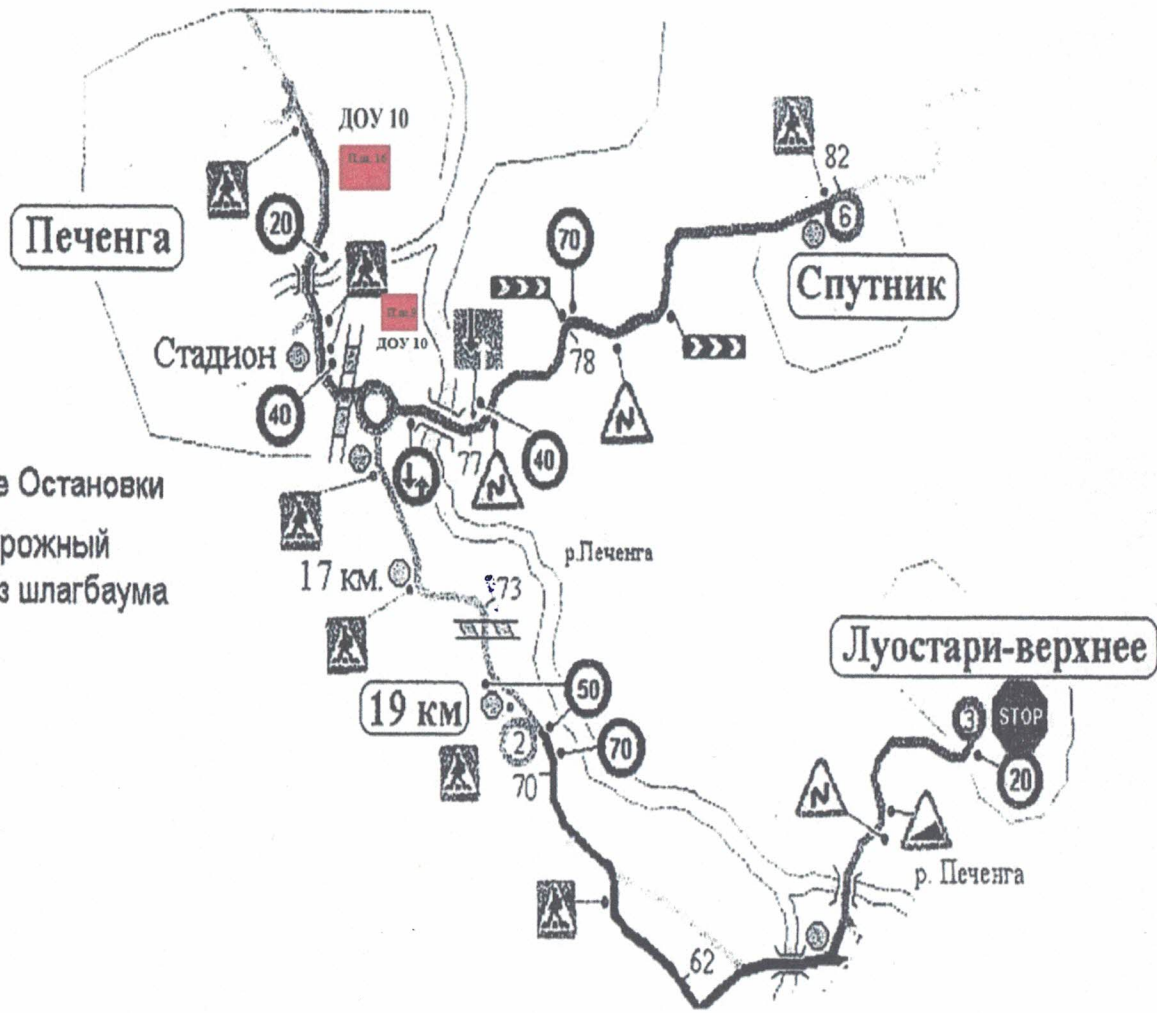 ДОУ 10
82
6
Печенга
20
70
Спутник
Стадион
ДОУ 10
78
40
77
40
е Остановки
рожный
з шлагбаума
р.Печенга
17 км.
73
Луостари-верхнее
19 км
50
2
70
70
3
STOP
20
р. Печенга
62